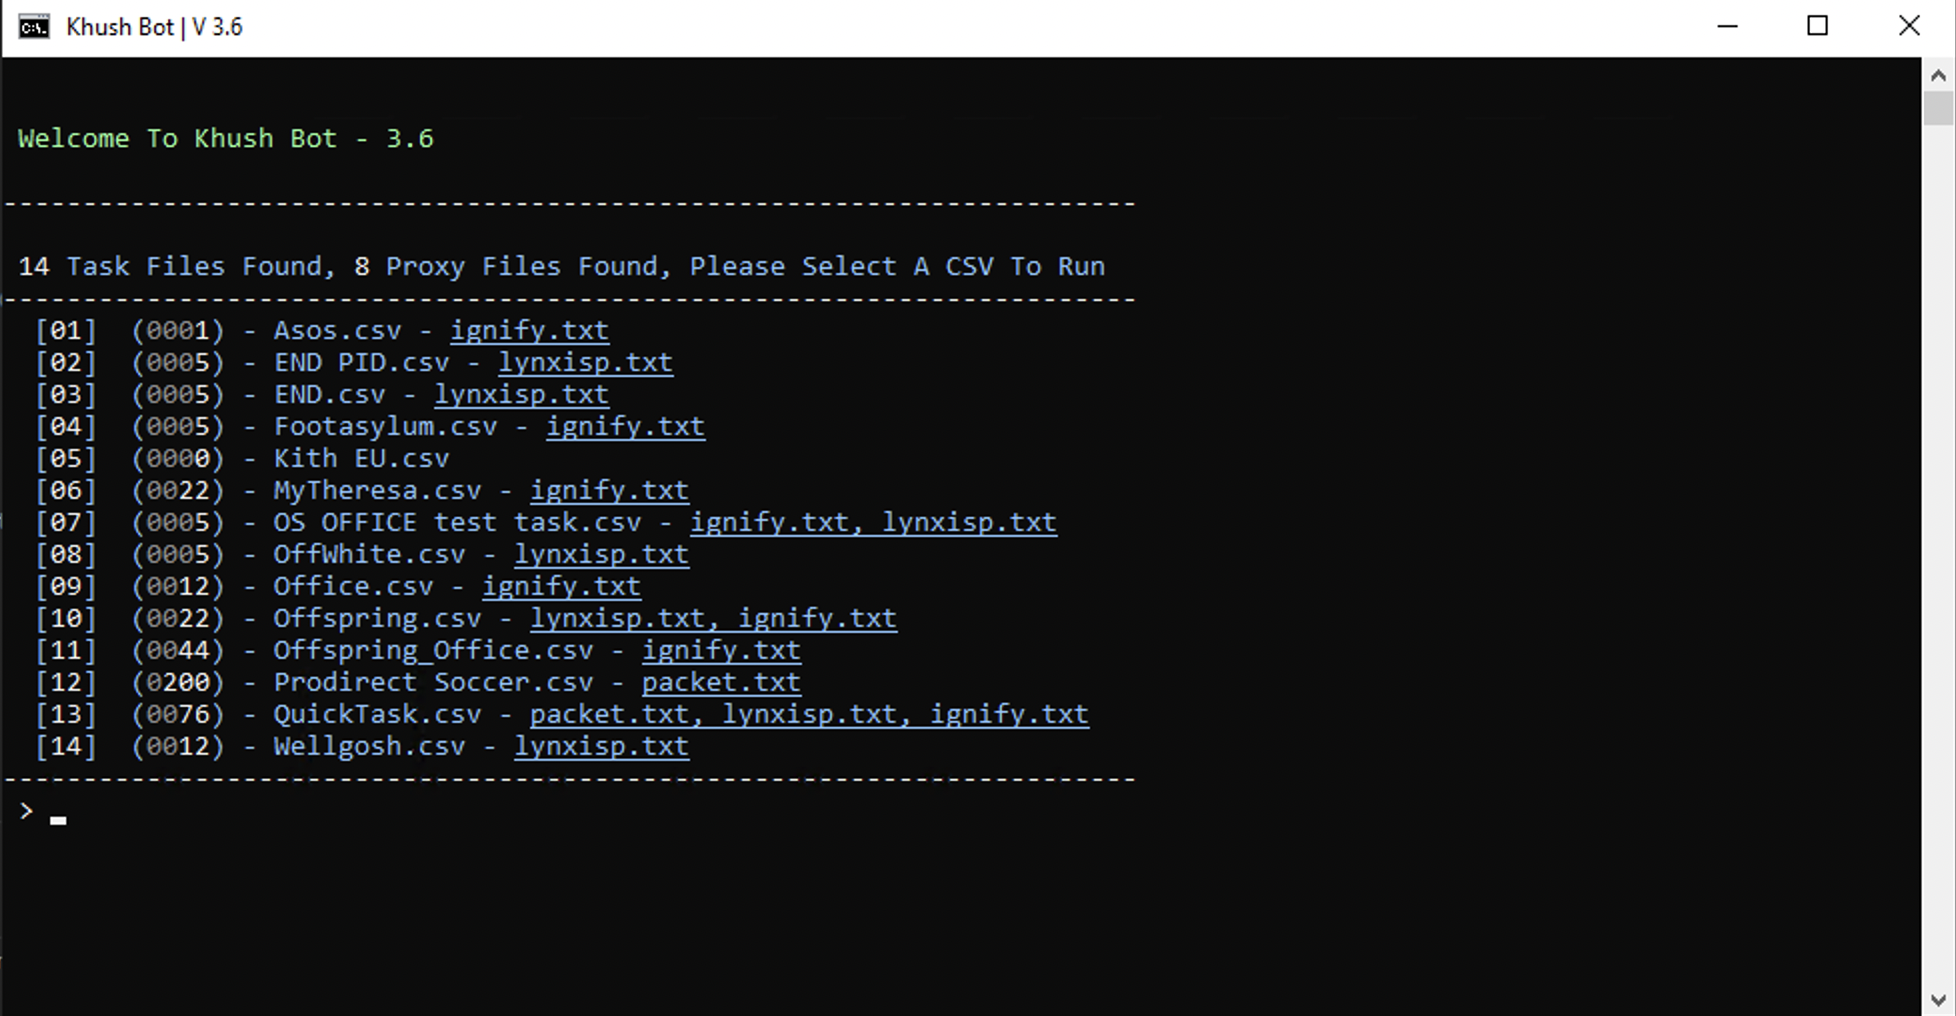 Khush Bot | V 3.6
Welcome To Khush Bot - 3.6
-----------------------------------------------------------------------
14 Task Files Found, 8 Proxy Files Found, Please Select A CSV To Run
-----------------------------------------------------------------------
[01] (0001) - Asos.csv - ignify.txt
[02] (0005) - END PID.csv - lynxisp.txt
[03] (0005) - END.csv - lynxisp.txt
[04] (0005) - Footasylum.csv - ignify.txt
[05] (0000) - Kith EU.csv
[06] (0022) - MyTheresa.csv - ignify.txt
[07] (0005) - OS OFFICE test task.csv - ignify.txt, lynxisp.txt
[08] (0005) - OffWhite.csv - lynxisp.txt
[09] (0012) - Office.csv - ignify.txt
[10] (0022) - Offspring.csv - lynxisp.txt, ignify.txt
[11] (0044) - Offspring_Office.csv - ignify.txt
[12] (0200) - Prodirect Soccer.csv - packet.txt
[13] (0076) - QuickTask.csv - packet.txt, lynxisp.txt, ignify.txt
[14] (0012) - Wellgosh.csv - lynxisp.txt
-----------------------------------------------------------------------
> _